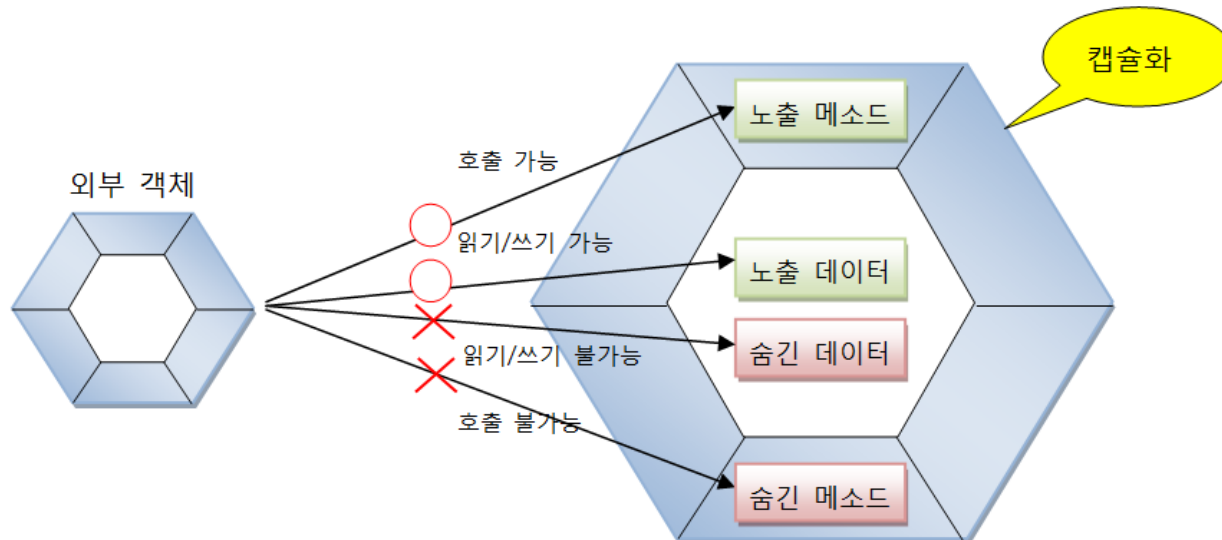 캡슐화
노출 메소드
호출 가능
외부 객체
읽기/쓰기 가능
노출 데이터
숨긴 데이터
읽기/쓰기 불가능
호출 불가능
숨긴 메소드